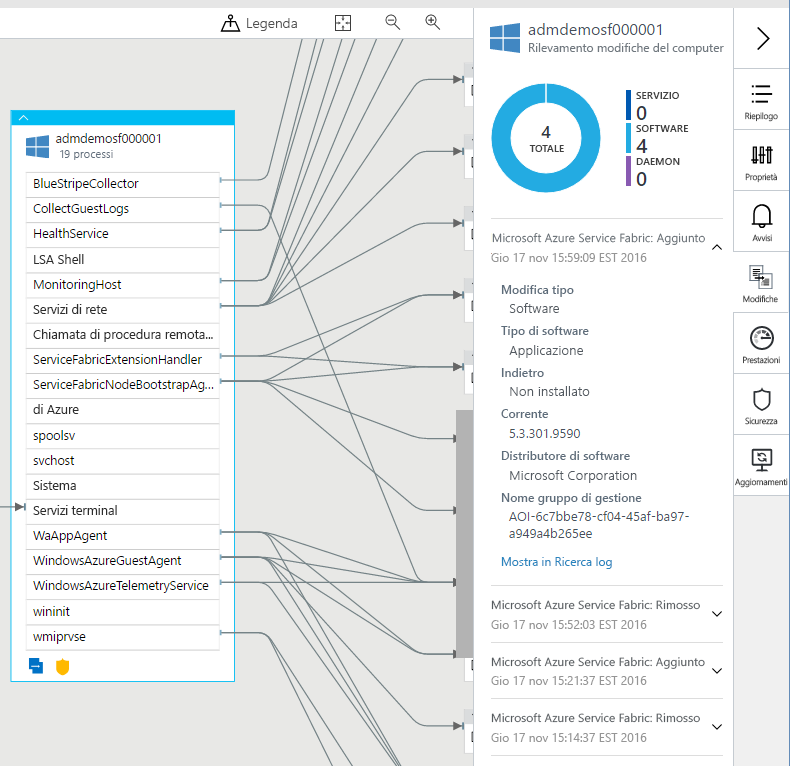 Legenda
admdemosf000001
19 processi
BlueStripeCollector
CollectGuestLogs
HealthService
LSA Shell
MonitoringHost
Servizi di rete
Chiamata di procedura remota...
ServiceFabricExtensionHandler
ServiceFabricNodeBootstrapAg...
di Azure
spoolsv
svchost
Sistema
Servizi terminal
WaAppAgent
WindowsAzureGuestAgent
WindowsAzureTelemetryService
wininit
wmiprvse
admdemosf000001
Rilevamento modifiche del computer
4
TOTALE
SERVIZIO
0
SOFTWARE
4
DAEMON
0
Microsoft Azure Service Fabric: Aggiunto
Gio 17 nov 15:59:09 EST 2016
Modifica tipo
Software
Tipo di software
Applicazione
Indietro
Non installato
Corrente
5.3.301.9590
Distributore di software
Microsoft Corporation
Nome gruppo di gestione
AOI-6c7bbe78-cf04-45af-ba97-
a949a4b265ee
Mostra in Ricerca log
Microsoft Azure Service Fabric: Rimosso
Gio 17 nov 15:52:03 EST 2016
Microsoft Azure Service Fabric: Aggiunto
Gio 17 nov 15:21:37 EST 2016
Microsoft Azure Service Fabric: Rimosso
Gio 17 nov 15:14:37 EST 2016
Riepilogo
Proprietà
Avvisi
Modifiche
Prestazioni
Sicurezza
Aggiornamenti